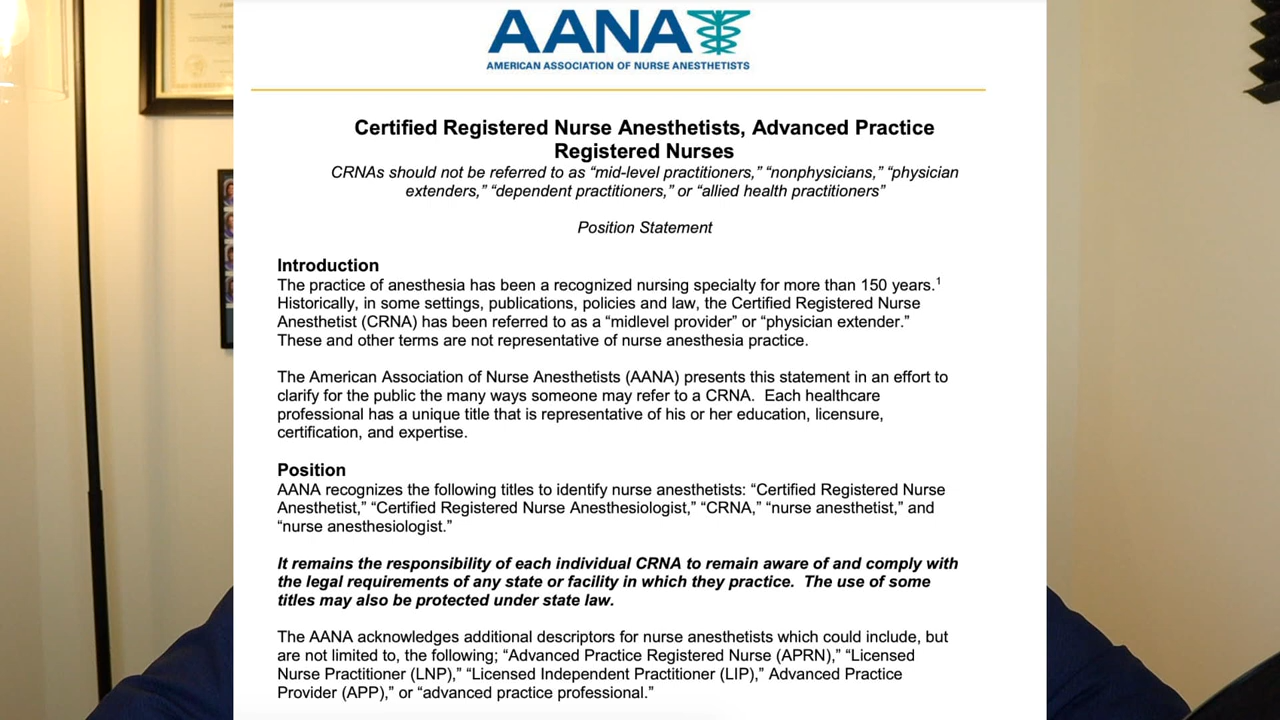 AANA
AMERICAN ASSOCIATION OF NURSE ANESTHETISTS
Certified Registered Nurse Anesthetists, Advanced Practice
Registered Nurses
CRNAs should not be referred to as “mid-level practitioners,” “nonphysicians,” “physician
extenders,” “dependent practitioners,” or “allied health practitioners”
Position Statement
Introduction
The practice of anesthesia has been a recognized nursing specialty for more than 150 years.1
Historically, in some settings, publications, policies and law, the Certified Registered Nurse
Anesthetist (CRNA) has been referred to as a “midlevel provider” or “physician extender.”
These and other terms are not representative of nurse anesthesia practice.
The American Association of Nurse Anesthetists (AANA) presents this statement in an effort to
clarify for the public the many ways someone may refer to a CRNA.  Each healthcare
professional has a unique title that is representative of his or her education, licensure,
certification, and expertise.
Position
AANA recognizes the following titles to identify nurse anesthetists: “Certified Registered Nurse
Anesthetist,” “Certified Registered Nurse Anesthesiologist,” “CRNA,” “nurse anesthetist,” and
“nurse anesthesiologist.”
It remains the responsibility of each individual CRNA to remain aware of and comply with
the legal requirements of any state or facility in which they practice.  The use of some
titles may also be protected under state law.
The AANA acknowledges additional descriptors for nurse anesthetists which could include, but
are not limited to, the following; “Advanced Practice Registered Nurse (APRN),” “Licensed
Nurse Practitioner (LNP),” “Licensed Independent Practitioner (LIP),” Advanced Practice
Provider (APP),” or “advanced practice professional.”